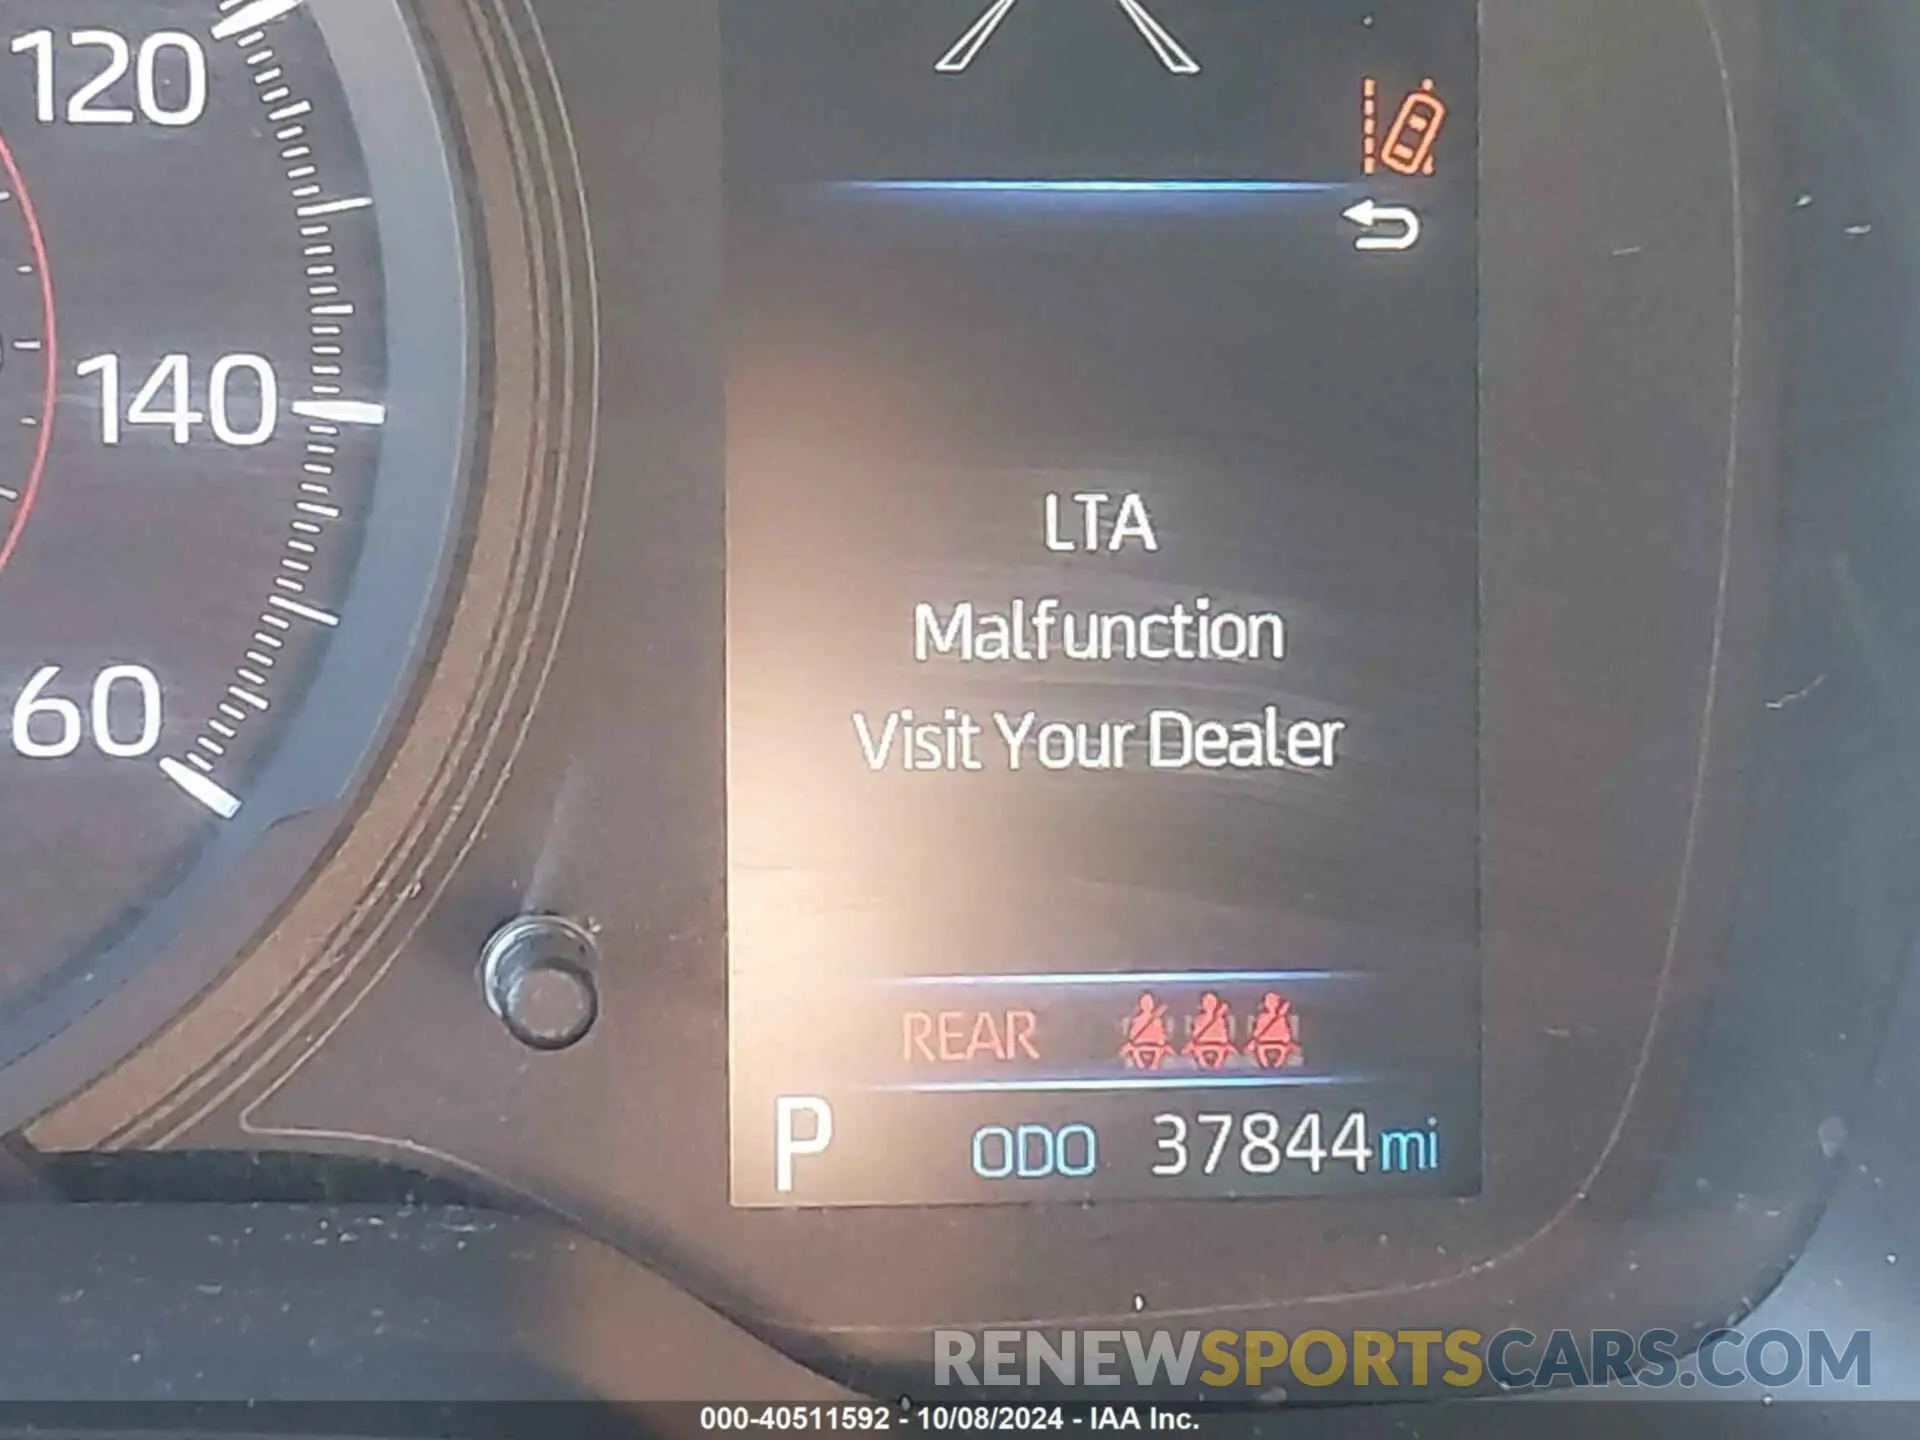 120
140
60
LTA
Malfunction
Visit Your Dealer
REAR
P ODO 37844 mi
RENEWSPORTSCARS.COM
000-40511592 - 10/08/2024 - IAA Inc.